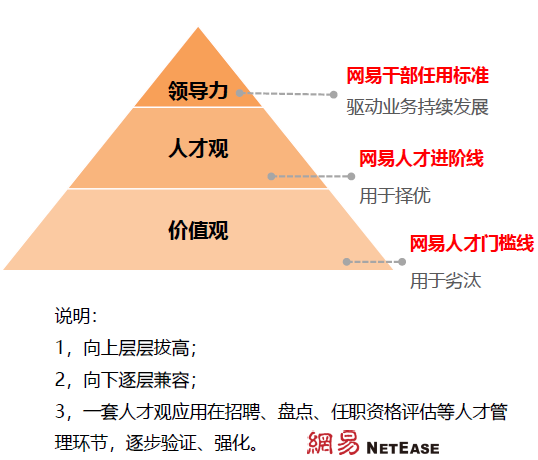 领导力
网易干部任用标准
驱动业务持续发展
人才观
网易人才进阶线
用于择优
价值观
网易人才门槛线
用于劣汰
说明：
1，向上层层拔高；
2，向下逐层兼容；
3，一套人才观应用在招聘、盘点、任职资格评估等人才管
理环节，逐步验证、强化。
網易 NETEASE